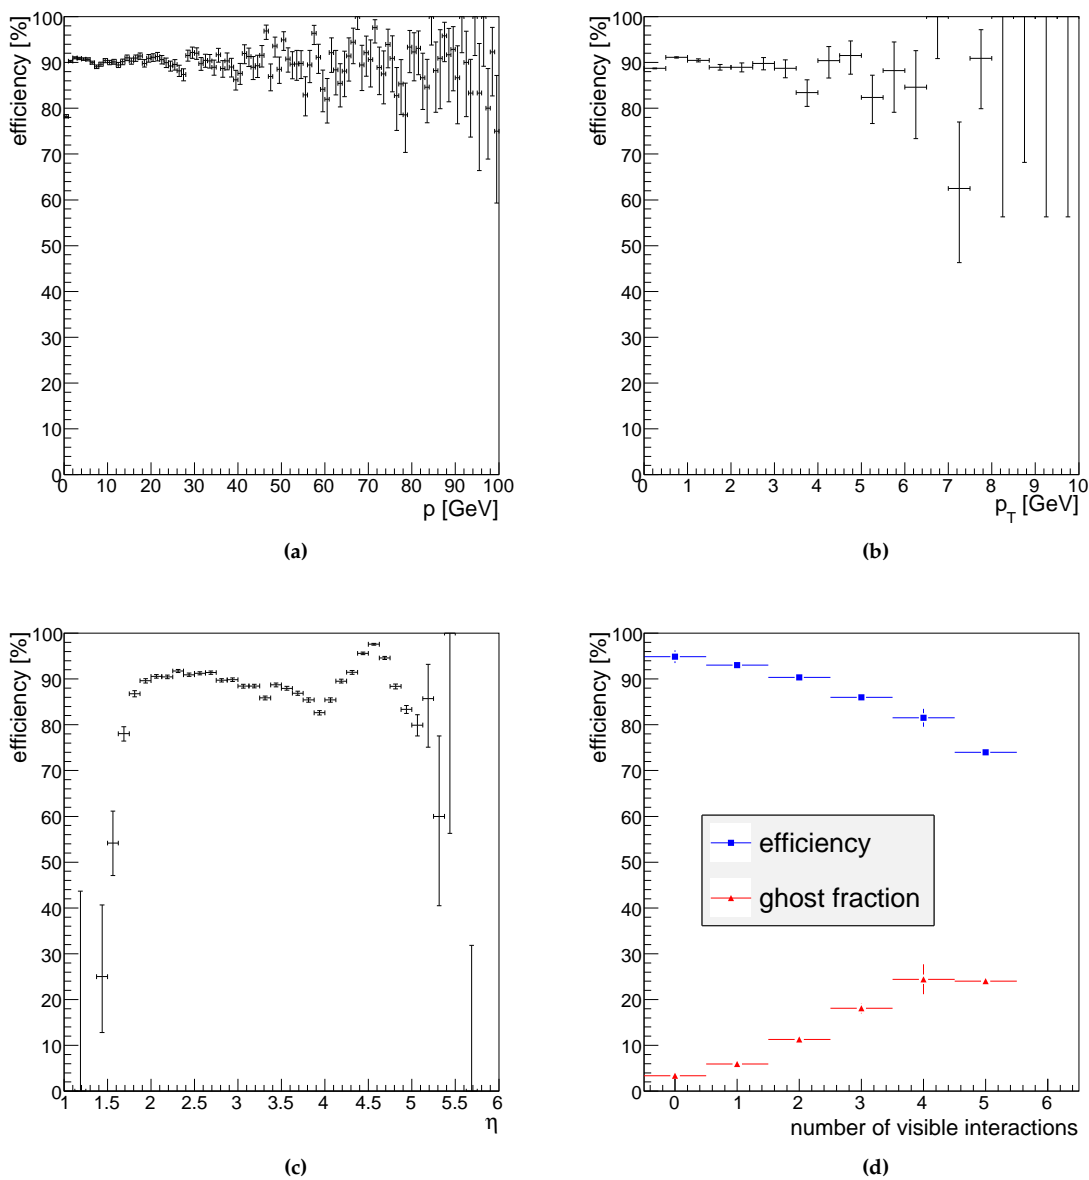 efficiency [%]
100
90
80
70
60
50
40
30
20
10
0
0 10 20 30 40 50 60 70 80 90 100
p [GeV]
(a)
efficiency [%]
100
90
80
70
60
50
40
30
20
10
0
0 1 2 3 4 5 6 7 8 9 10
p_T [GeV]
(b)
efficiency [%]
100
90
80
70
60
50
40
30
20
10
0
1 1.5 2 2.5 3 3.5 4 4.5 5 5.5 6
η
(c)
efficiency [%]
100
90
80
70
60
50
40
30
20
10
0
efficiency
ghost fraction
0 1 2 3 4 5 6
number of visible interactions
(d)